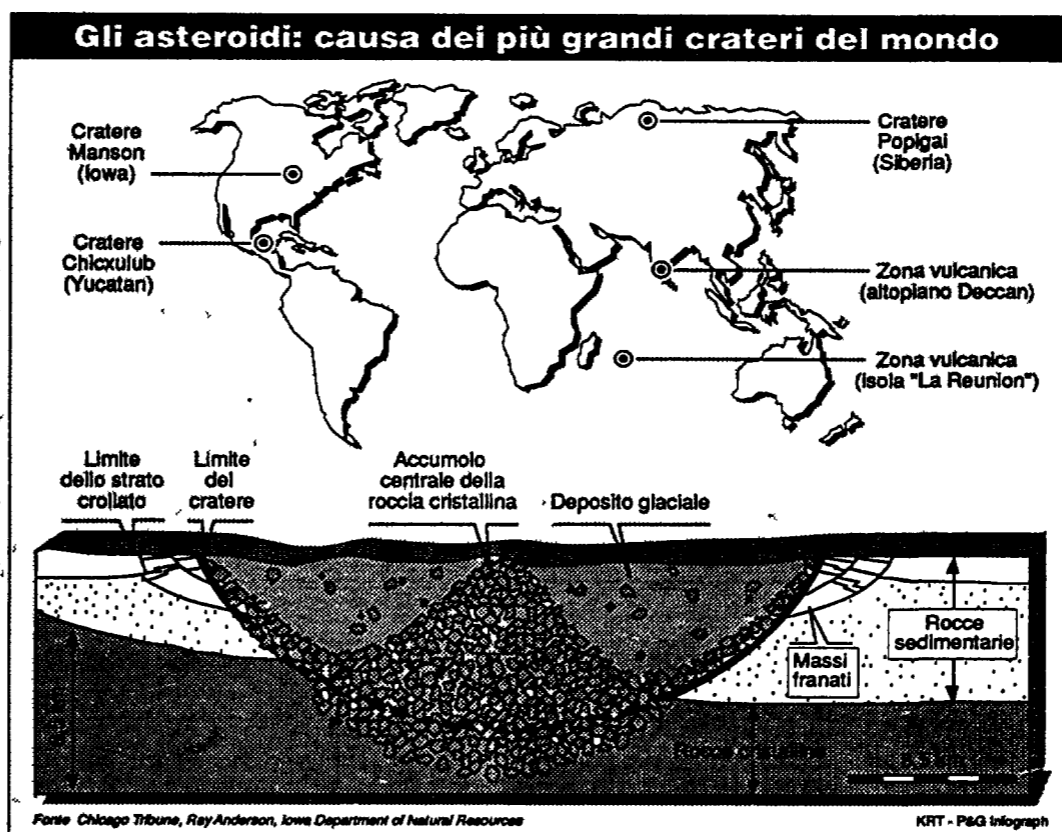 Gli asteroidi: causa dei più grandi crateri del mondo
Cratere
Manson
(Iowa)
Cratere
Chicxulub
(Yucatan)
Cratere
Popigai
(Siberia)
Zona vulcanica
(altopiano Deccan)
Zona vulcanica
(isola "La Reunion")
Limite
dello strato
crollato
Limite
del
cratere
Accumolo
centrale della
roccia cristallina
Deposito glaciale
Rocce
sedimentarie
Massi
franati
Fonte Chicago Tribune, Ray Anderson, Iowa Department of Natural Resources
KRT - P&G Infograph